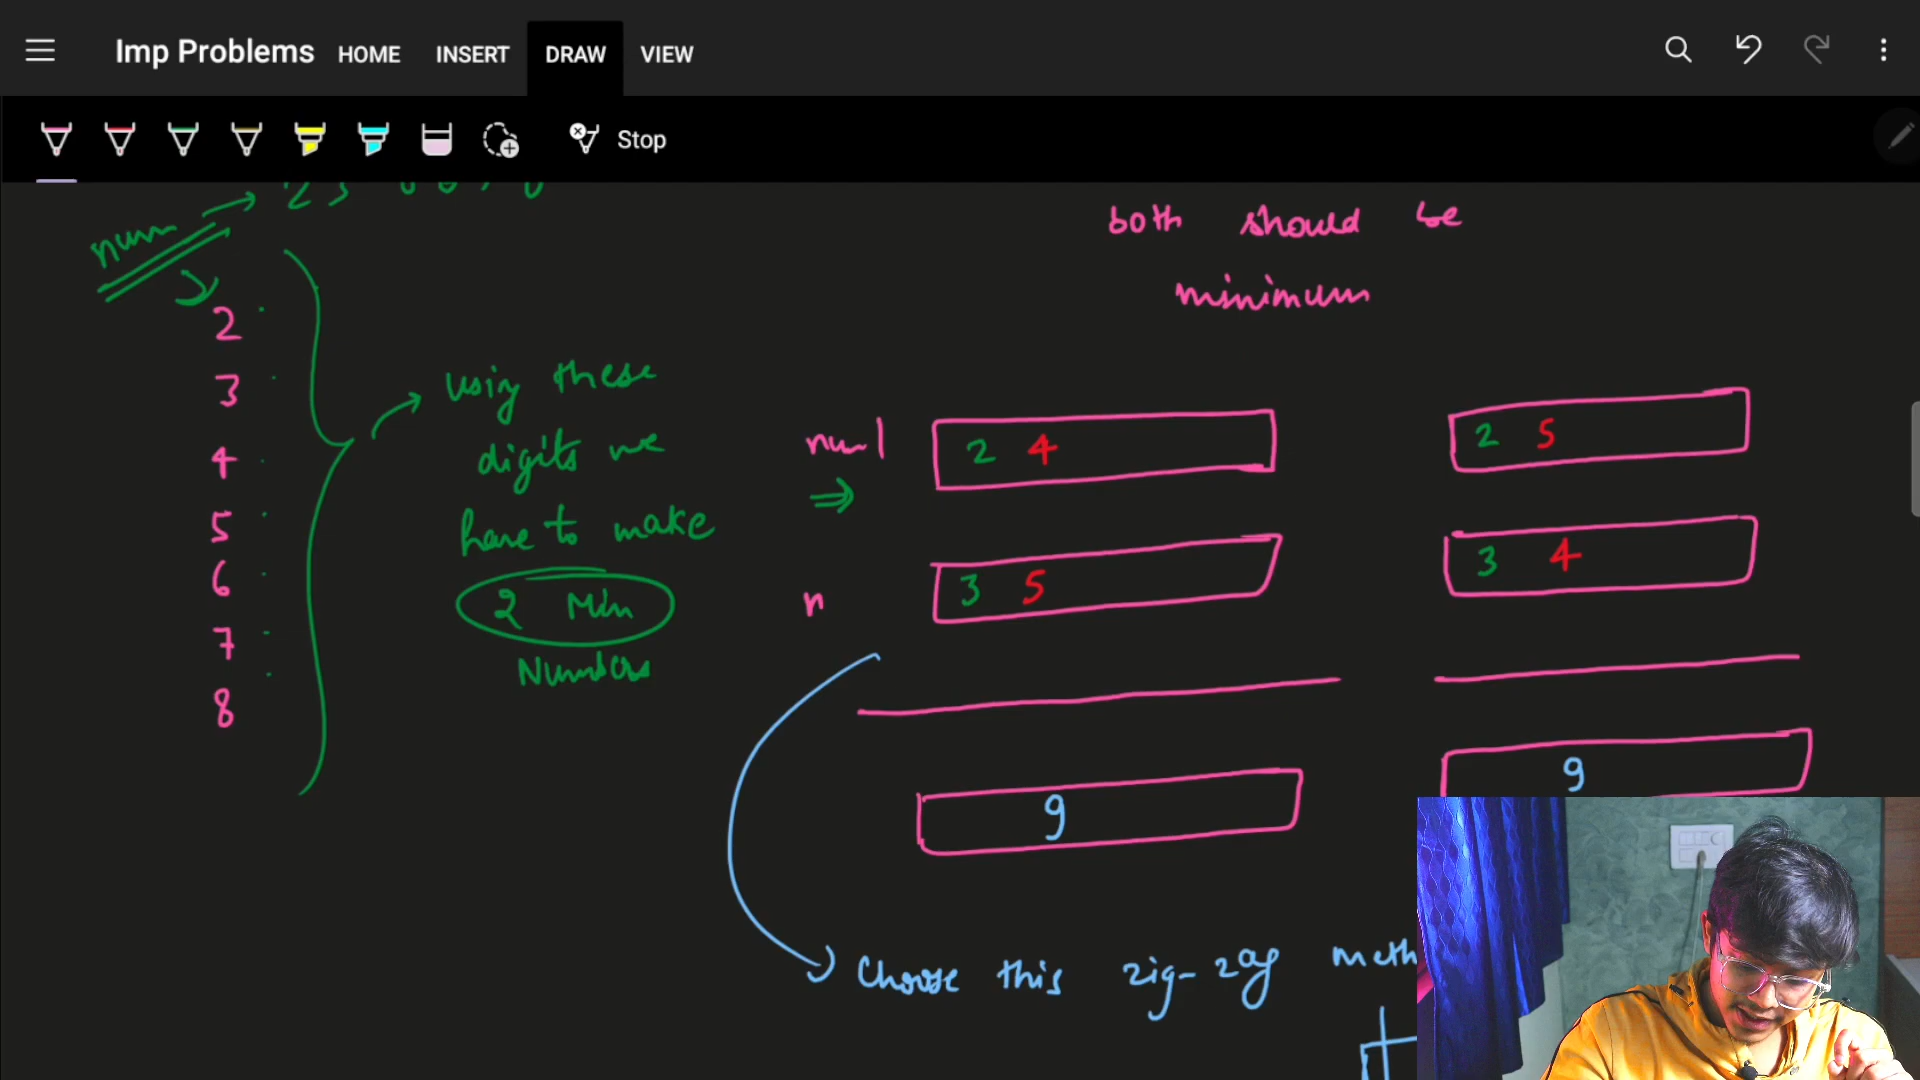 Imp Problems HOME INSERT DRAW VIEW
Stop
num
both should be
minimum
2
3
4
5
6
7
8
using these
digits we
have to make
2 Min
Numbers
num1 2 4
n 3 5
9
2 5
3 4
9
Choose this zig-zag meth